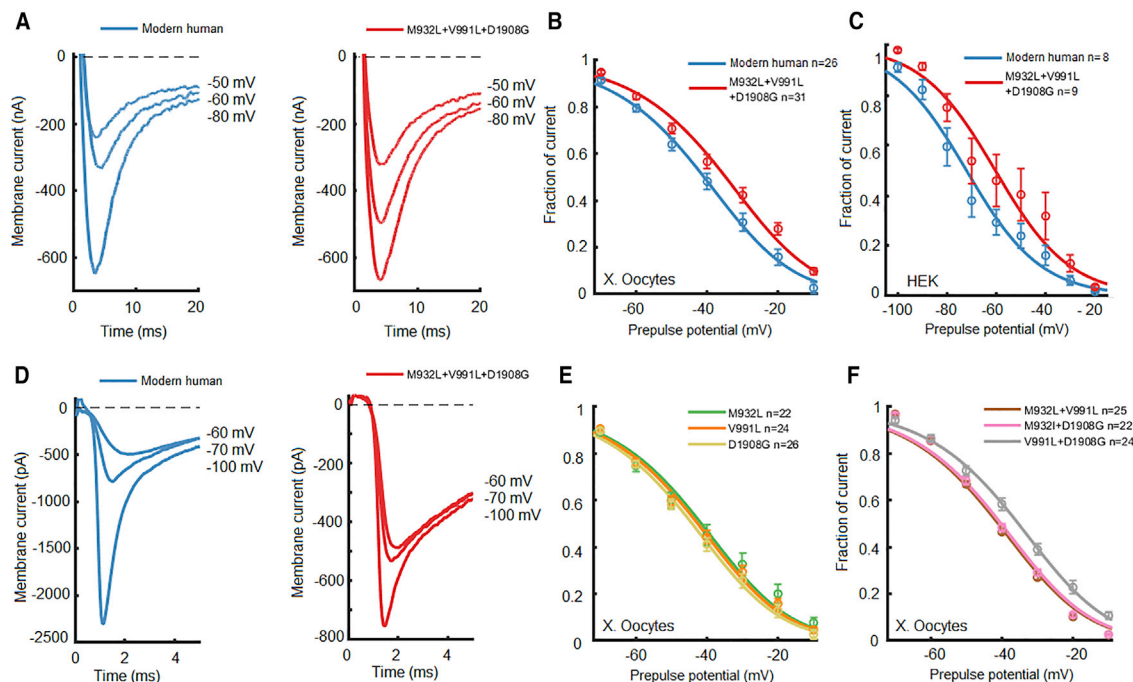 A
Modern human
0
-200
-400
-600
Membrane current (nA)
-50 mV
-60 mV
-80 mV
0
10
20
Time (ms)
M932L+V991L+D1908G
0
-200
-400
-600
Membrane current (nA)
-50 mV
-60 mV
-80 mV
0
10
20
Time (ms)
B
Modern human n=26
M932L+V991L
+D1908G n=31
1
0.8
0.6
0.4
0.2
0
Fraction of current
X. Oocytes
-60
-40
-20
Prepulse potential (mV)
C
Modern human n= 8
M932L+V991L
+D1908G n=9
1
0.8
0.6
0.4
0.2
0
Fraction of current
HEK
-100
-80
-60
-40
- 20
Prepulse potential (mV)
D
Modern human
0
-500
-1000
-1500
-2000
-2500
Membrane current (pA)
-60 mV
-70 mV
-100 mV
0
2
4
Time (ms)
M932L+V991L+D1908G
0
-200
-400
-600
-800
Membrane current (pA)
-60 mV
-70 mV
-100 mV
0
2
4
Time (ms)
E
M932L n=22
V991L n=24
D1908G n=26
1
0.8
0.6
0.4
0.2
0
Fraction of current
X. Oocytes
-60
-40
-20
Prepulse potential (mV)
F
M932L+V991L n=25
M932I+D1908G n=22
V991L+D1908G n=24
1
0.8
0.6
0.4
0.2
0
Fraction of current
X. Oocytes
-60
-40
-20
Prepulse potential (mV)